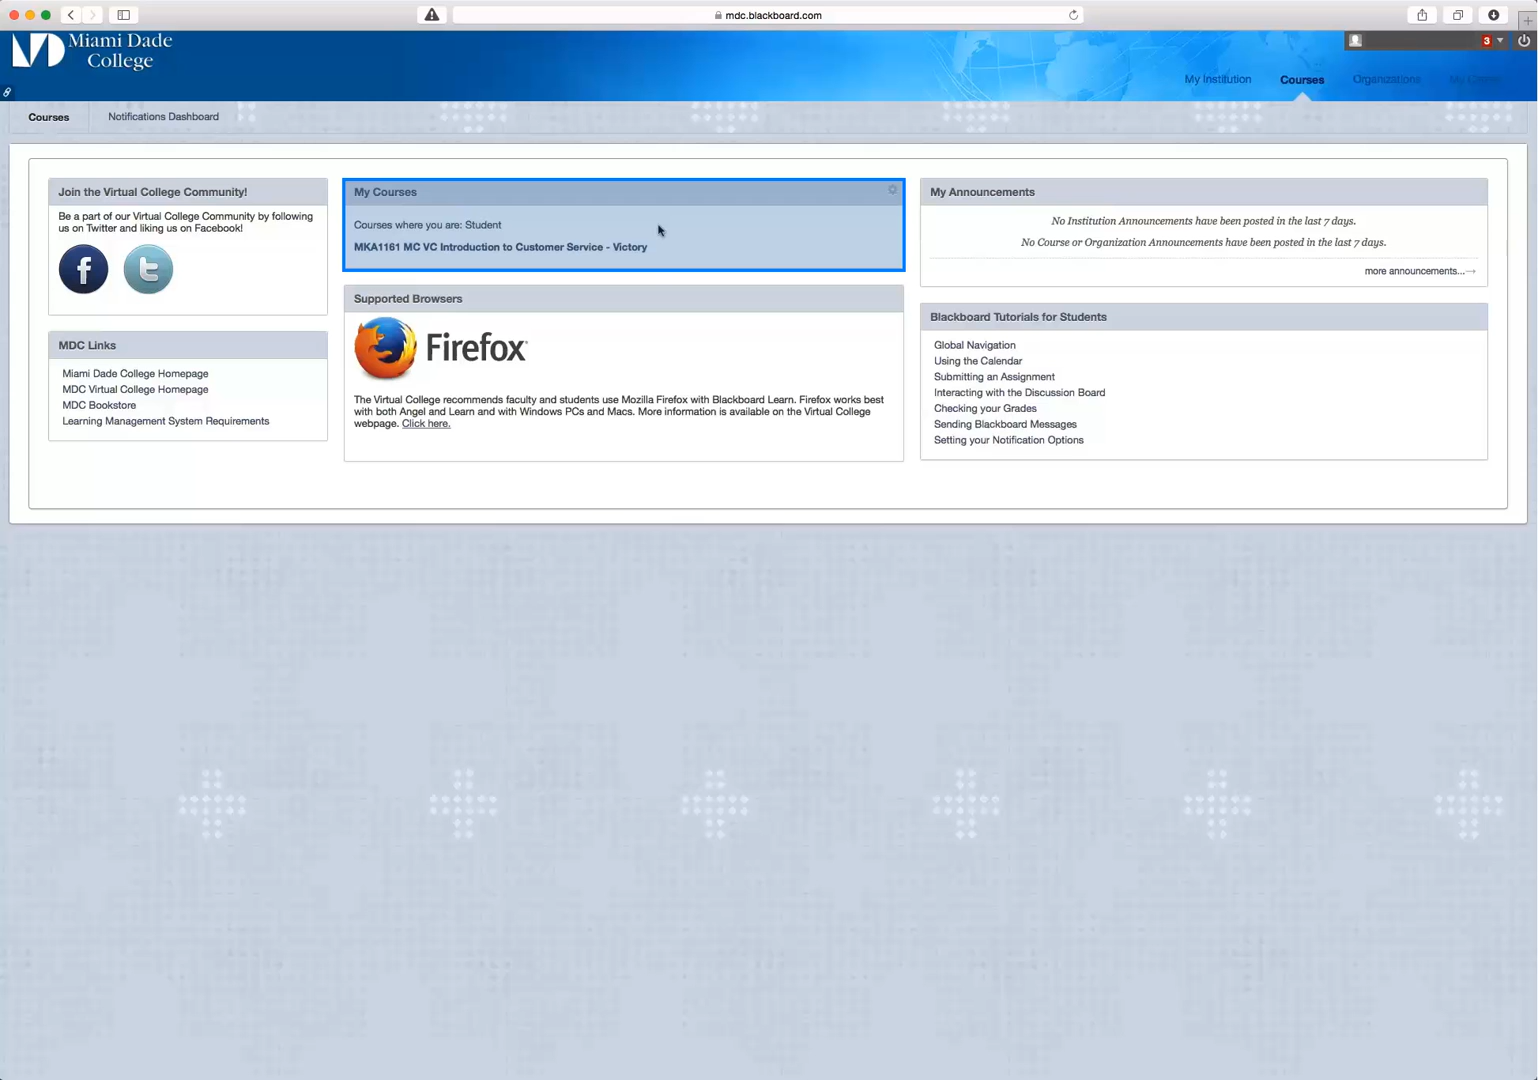 mdc.blackboard.com
Miami Dade
College
3
My Institution
Courses
Organizations
Courses
Notifications Dashboard
Join the Virtual College Community!
Be a part of our Virtual College Community by following
us on Twitter and liking us on Facebook!
MDC Links
Miami Dade College Homepage
MDC Virtual College Homepage
MDC Bookstore
Learning Management System Requirements
My Courses
Courses where you are: Student
MKA1161 MC VC Introduction to Customer Service - Victory
Supported Browsers
Firefox
The Virtual College recommends faculty and students use Mozilla Firefox with Blackboard Learn. Firefox works best
with both Angel and Learn and with Windows PCs and Macs. More information is available on the Virtual College
webpage. Click here.
My Announcements
No Institution Announcements have been posted in the last 7 days.
No Course or Organization Announcements have been posted in the last 7 days.
more announcements...→
Blackboard Tutorials for Students
Global Navigation
Using the Calendar
Submitting an Assignment
Interacting with the Discussion Board
Checking your Grades
Sending Blackboard Messages
Setting your Notification Options